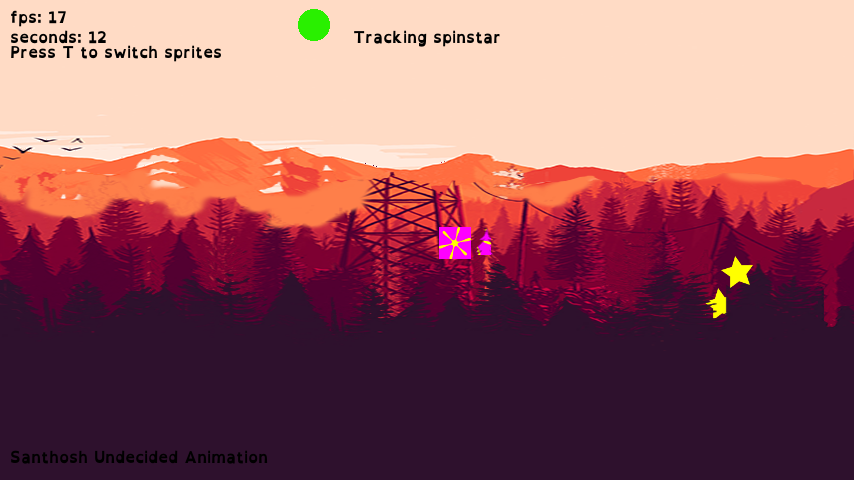 fps: 17
seconds: 12
Tracking spinstar
Press T to switch sprites
Santhosh Undecided Animation